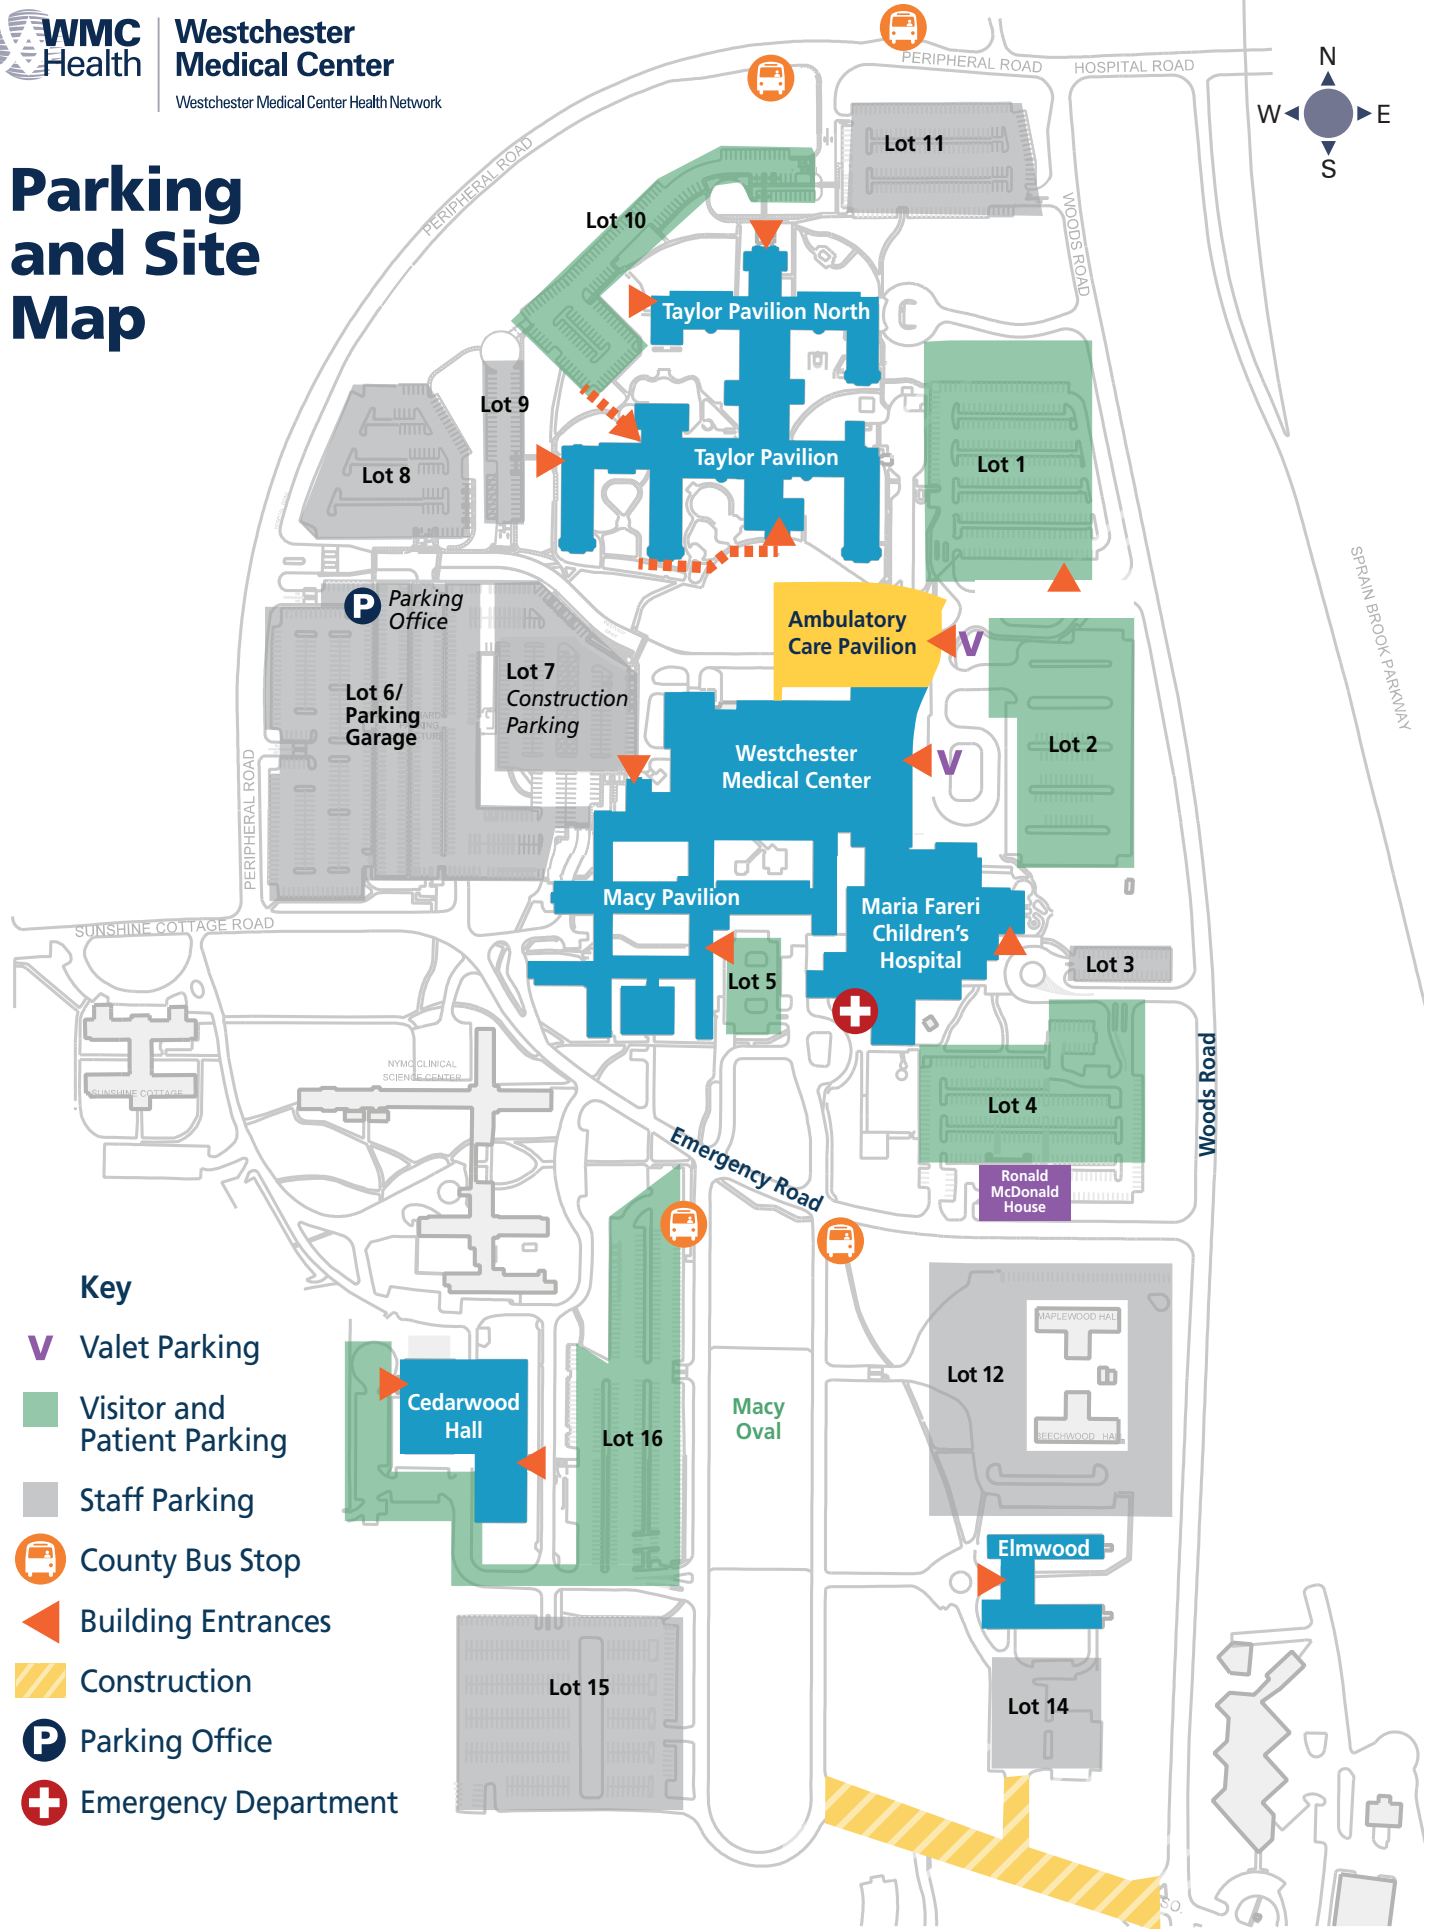 WMC
Health
Westchester
Medical Center
Westchester Medical Center Health Network
Parking
and Site
Map
N
W
E
S
PERIPHERAL ROAD
HOSPITAL ROAD
PERIPHERAL ROAD
WOODS ROAD
Lot 11
Lot 10
Taylor Pavilion North
Lot 9
Lot 8
Taylor Pavilion
Lot 1
SPRAIN BROOK PARKWAY
P
Parking
Office
Ambulatory
Care Pavilion
V
Lot 7
Construction
Parking
Lot 6/
Parking
Garage
Westchester
Medical Center
V
Lot 2
PERIPHERAL ROAD
Macy Pavilion
Maria Fareri
Children's
Hospital
SUNSHINE COTTAGE ROAD
Lot 3
Lot 5
NYMC CLINICAL
SCIENCE CENTER
SUNSHINE COTTAGE
Lot 4
Woods Road
Emergency Road
Ronald
McDonald
House
MAPLEWOOD HALL
Lot 12
BEECHWOOD HALL
Cedarwood
Hall
Lot 16
Macy
Oval
Elmwood
Lot 15
Lot 14
SO.
Key
V Valet Parking
Visitor and
Patient Parking
Staff Parking
County Bus Stop
Building Entrances
Construction
P Parking Office
Emergency Department